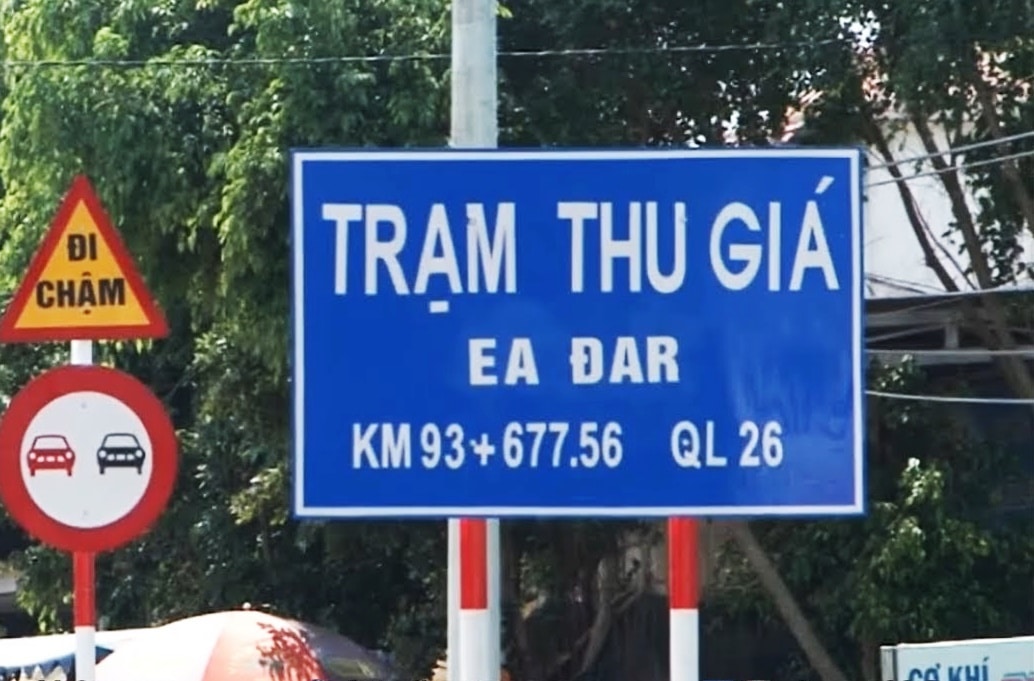 ĐI
CHẬM
TRẠM THU GIÁ
EA ĐAR
KM 93+677.56 QL 26
CƠ KHÍ